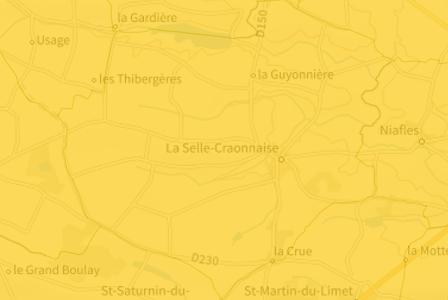 la Gardière
D150
Usage
les Thibergères
la Guyonnière
Niafles
La Selle-Craonnaise
D230
la Crue
la Motte
le Grand Boulay
St-Saturnin-du-
St-Martin-du-Limet